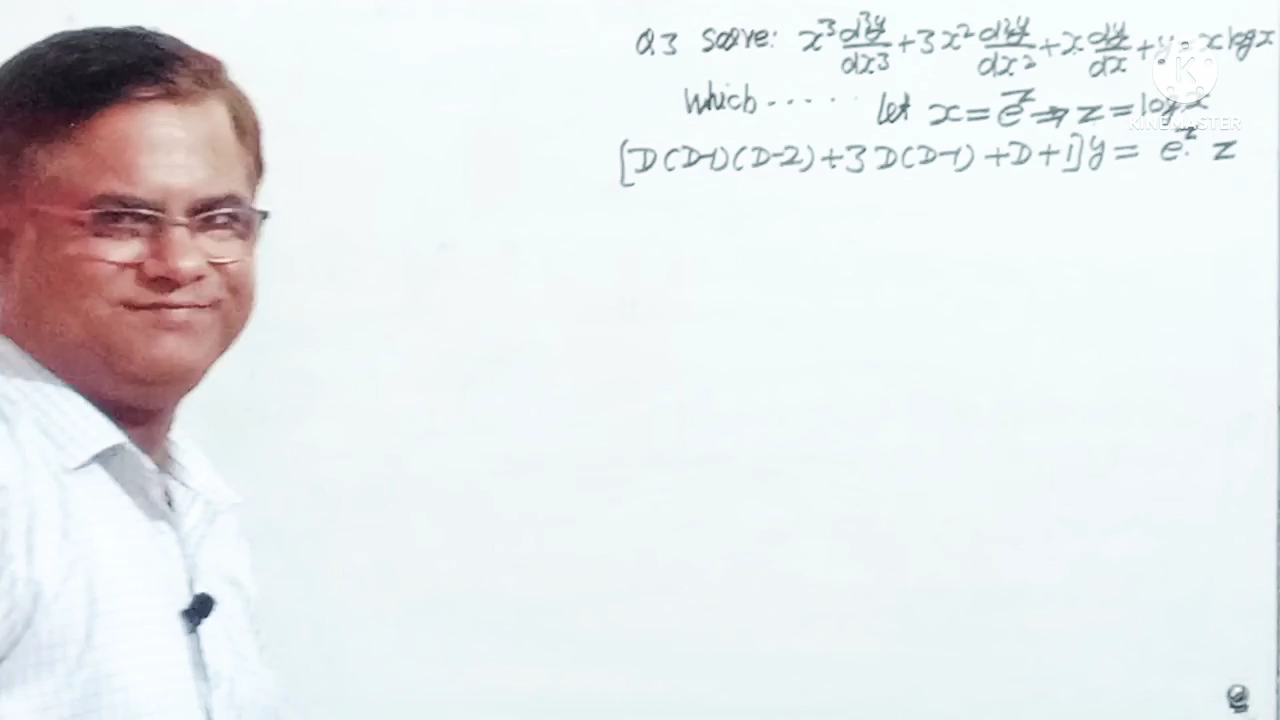 Q.3 Solve: x³ d³y/dx³ + 3x² d²y/dx² + x dy/dx + y = x log x
Which ..... let x = e^z ⇒ z = log x
KINEMASTER
[D(D-1)(D-2) + 3D(D-1) + D + 1]y = e^z. z